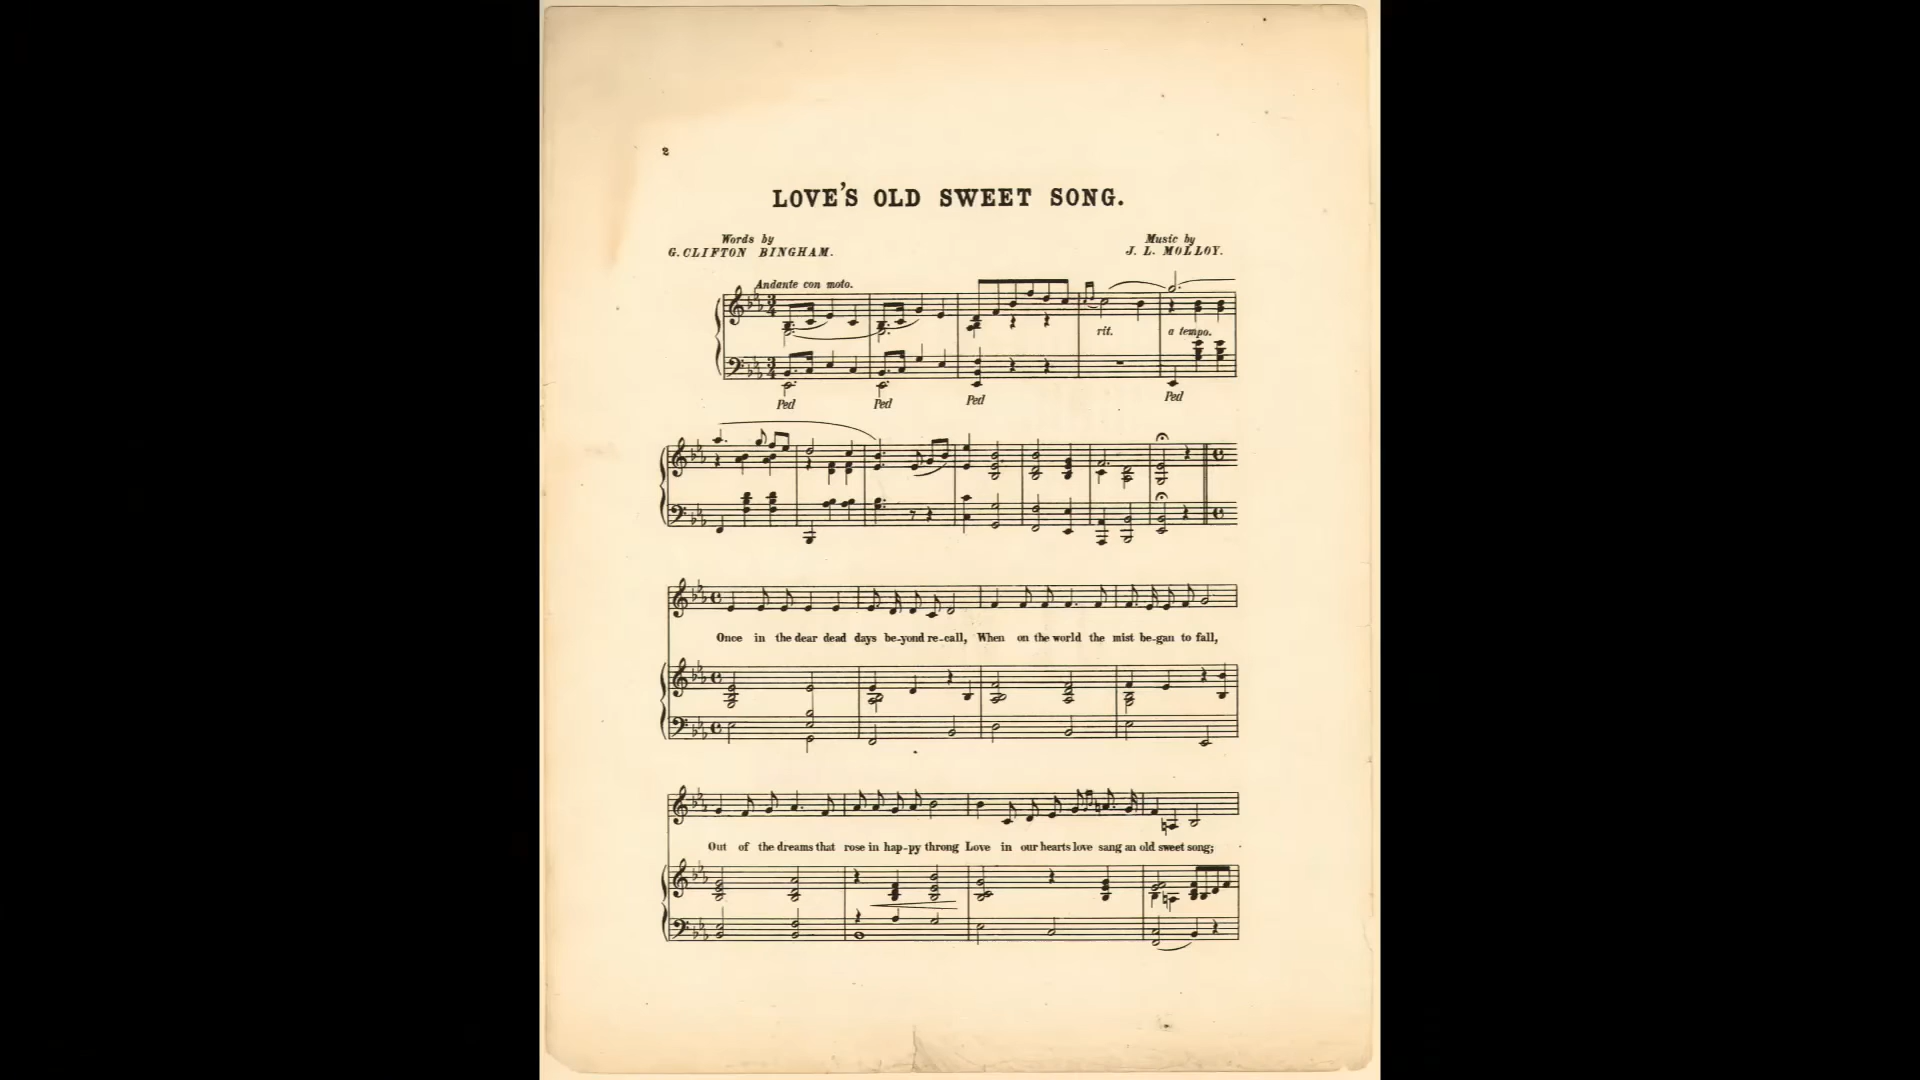 2
LOVE'S OLD SWEET SONG.
Words by
G. CLIFTON BINGHAM.
Music by
J. L. MOLLOY.
Andante con moto.
rit.
a tempo.
Ped
Ped
Ped
Ped
Once in the dear dead days be-yond re-call, When on the world the mist be-gan to fall,
Out of the dreams that rose in hap-py throng Love in our hearts love sang an old sweet song;